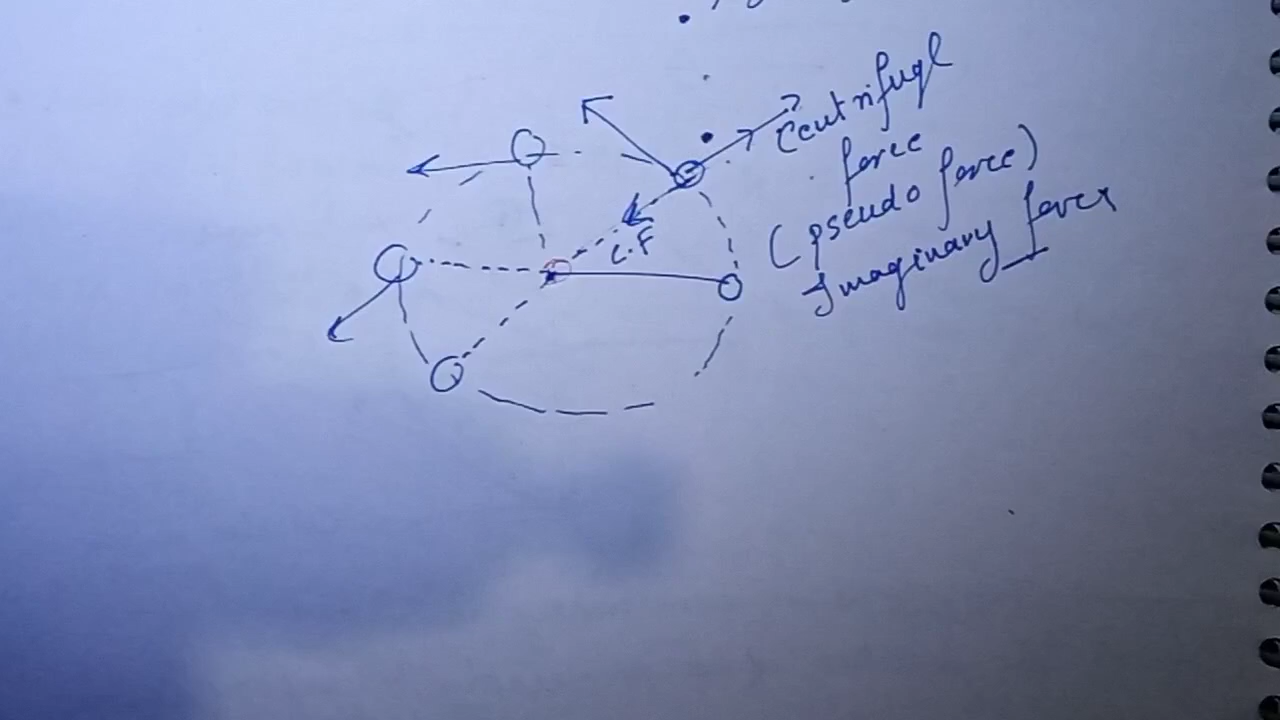 Centrifugl
force
(pseudo force)
Imaginary force
C.F